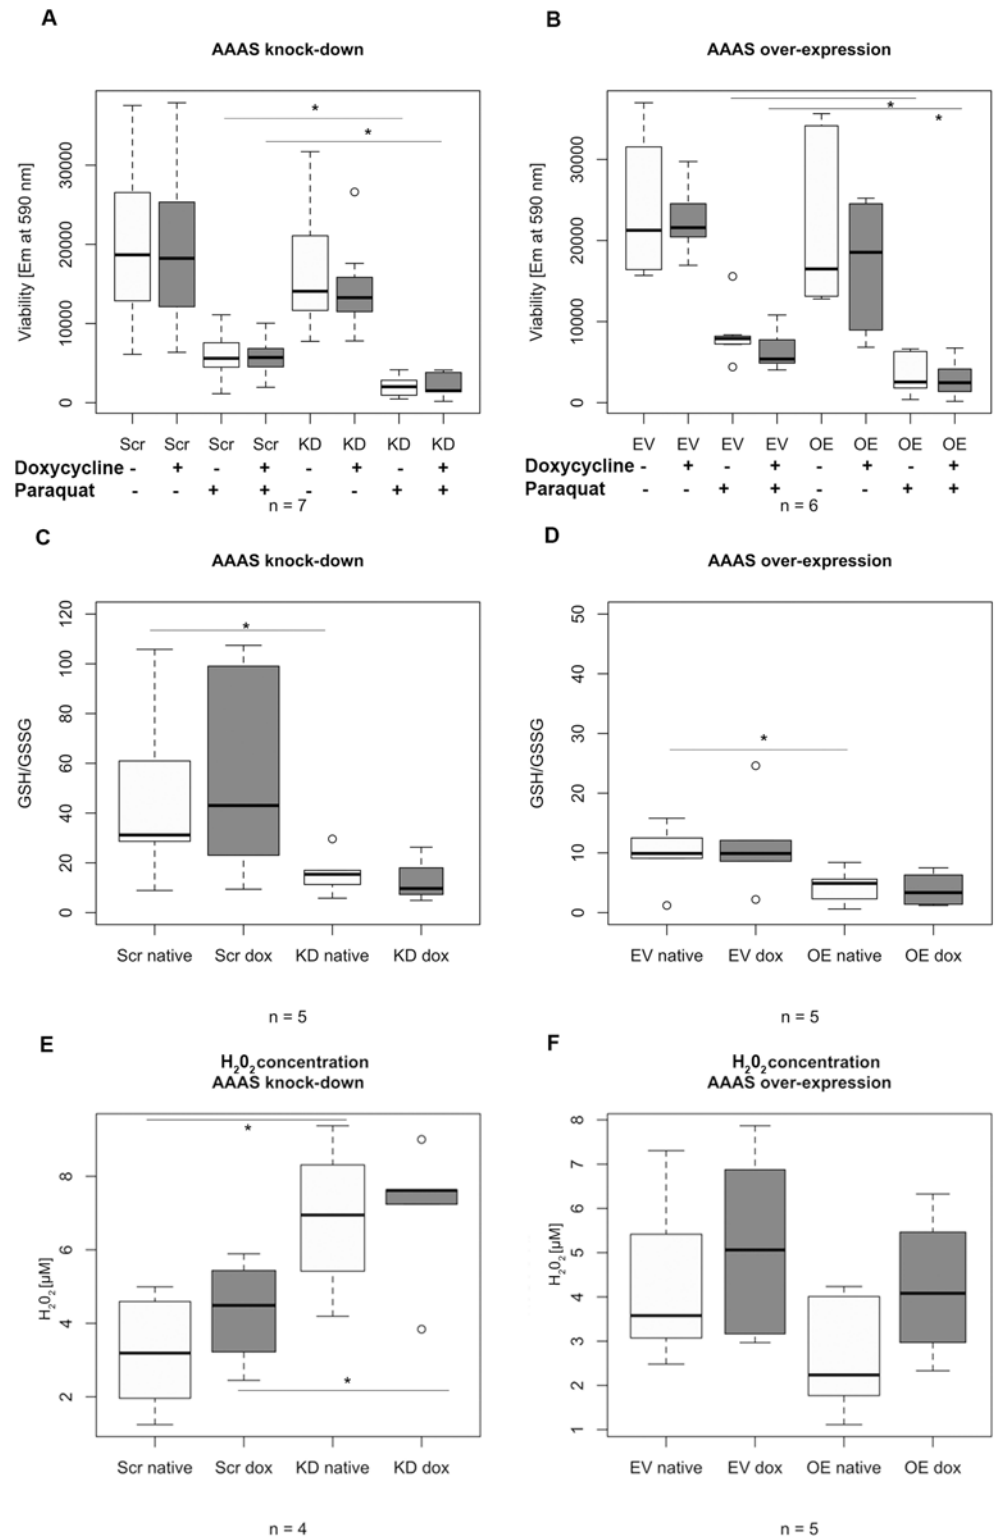 A
B
AAAS knock-down
AAAS over-expression
*
*
*
*
Viability [Em at 590 nm]
0 10000 20000 30000
Viability [Em at 590 nm]
0 10000 20000 30000
Scr Scr Scr Scr KD KD KD KD
Doxycycline - + - + - + - +
Paraquat - - + + - - + +
n = 7
EV EV EV EV OE OE OE OE
Doxycycline - + - + - + - +
Paraquat - - + + - - + +
n = 6
C
D
AAAS knock-down
AAAS over-expression
*
*
GSH/GSSG
0 20 40 60 80 100 120
GSH/GSSG
0 10 20 30 40 50
Scr native Scr dox KD native KD dox
EV native EV dox OE native OE dox
n = 5
n = 5
E
F
H₂0₂ concentration
AAAS knock-down
H₂0₂ concentration
AAAS over-expression
*
*
H₂0₂ [µM]
2 4 6 8
H₂0₂ [µM]
1 2 3 4 5 6 7 8
Scr native Scr dox KD native KD dox
EV native EV dox OE native OE dox
n = 4
n = 5